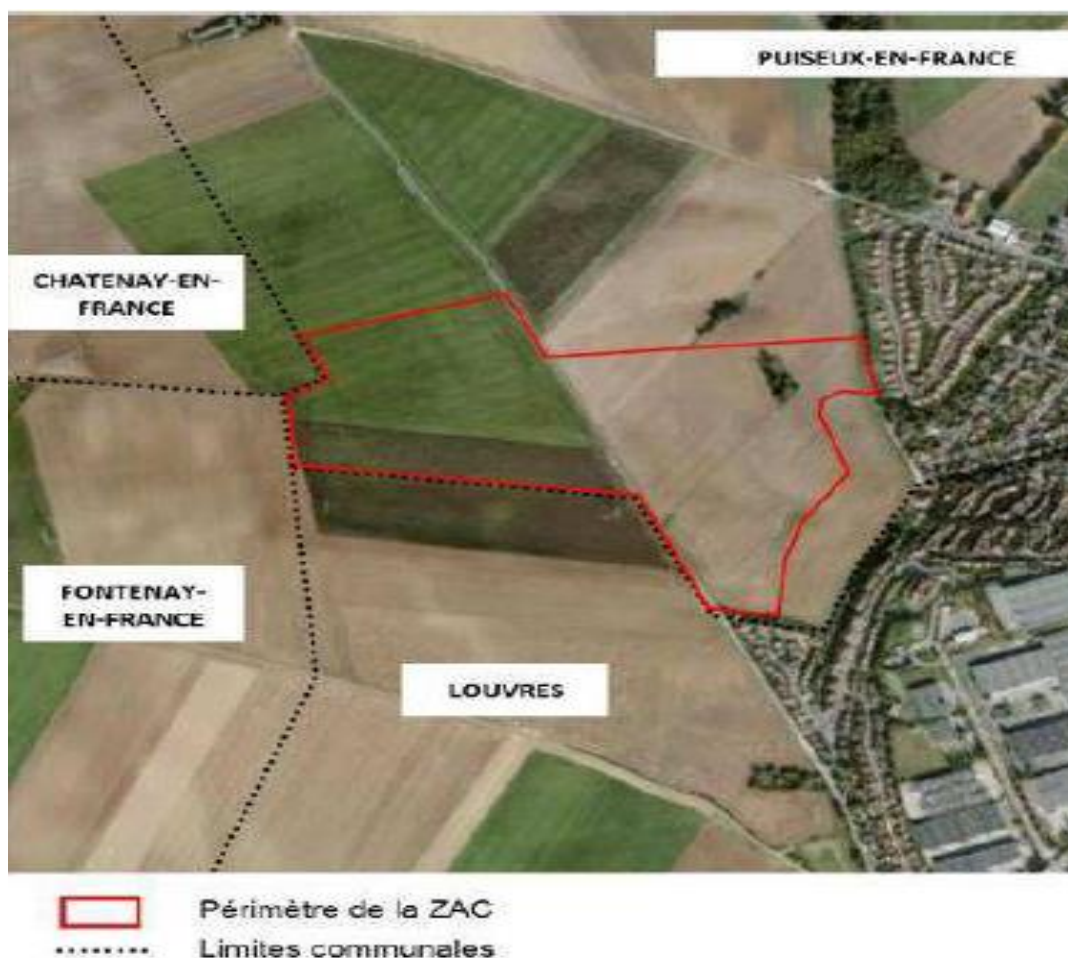 PUISEUX-EN-FRANCE
CHATENAY-EN-
FRANCE
FONTENAY-
EN-FRANCE
LOUVRES
Périmètre de la ZAC
Limites communales